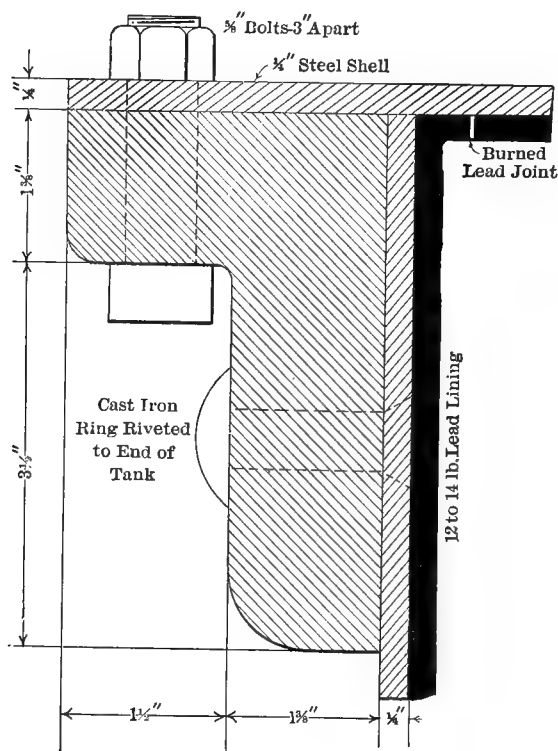 ⅝" Bolts-3" Apart
¼" Steel Shell
¼"
1⅜"
Burned
Lead Joint
3½"
Cast Iron
Ring Riveted
to End of
Tank
12 to 14 lb. Lead Lining
1½"
1⅜"
¼"